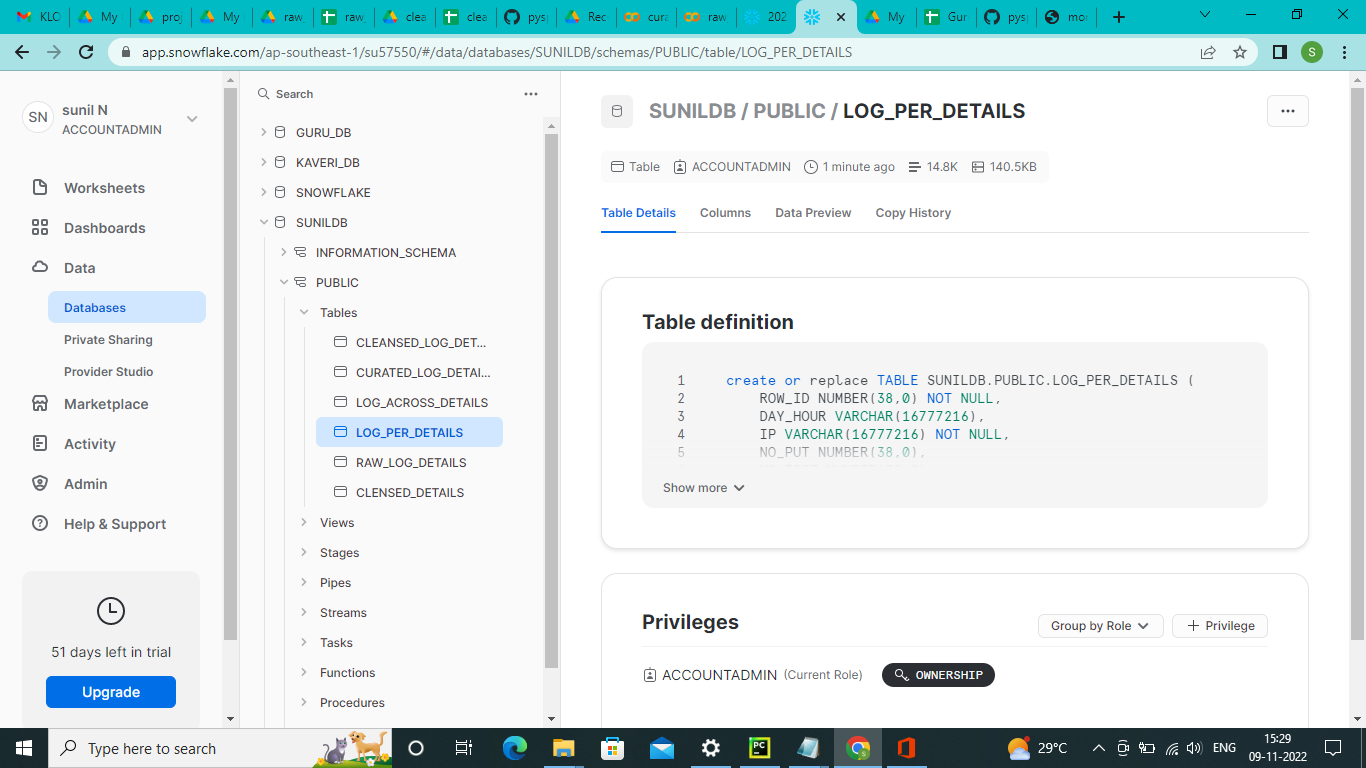 KLC
My
proj
My
raw
raw_
clea
clea
pysp
Rec
cura
raw
202
My
Gur
pysp
mor
app.snowflake.com/ap-southeast-1/su57550/#/data/databases/SUNILDB/schemas/PUBLIC/table/LOG_PER_DETAILS
S
SN
sunil N
ACCOUNTADMIN
Worksheets
Dashboards
Data
Databases
Private Sharing
Provider Studio
Marketplace
Activity
Admin
Help & Support
51 days left in trial
Upgrade
Search
GURU_DB
KAVERI_DB
SNOWFLAKE
SUNILDB
INFORMATION_SCHEMA
PUBLIC
Tables
CLEANSED_LOG_DET...
CURATED_LOG_DETAI...
LOG_ACROSS_DETAILS
LOG_PER_DETAILS
RAW_LOG_DETAILS
CLENSED_DETAILS
Views
Stages
Pipes
Streams
Tasks
Functions
Procedures
SUNILDB / PUBLIC / LOG_PER_DETAILS
Table ACCOUNTADMIN 1 minute ago 14.8K 140.5KB
Table Details Columns Data Preview Copy History
Table definition
1 create or replace TABLE SUNILDB.PUBLIC.LOG_PER_DETAILS (
2 ROW_ID NUMBER(38,0) NOT NULL,
3 DAY_HOUR VARCHAR(16777216),
4 IP VARCHAR(16777216) NOT NULL,
5 NO_PUT NUMBER(38,0),
Show more
Privileges
Group by Role
Privilege
ACCOUNTADMIN (Current Role) OWNERSHIP
Type here to search
PC
29°C
ENG
15:29
09-11-2022